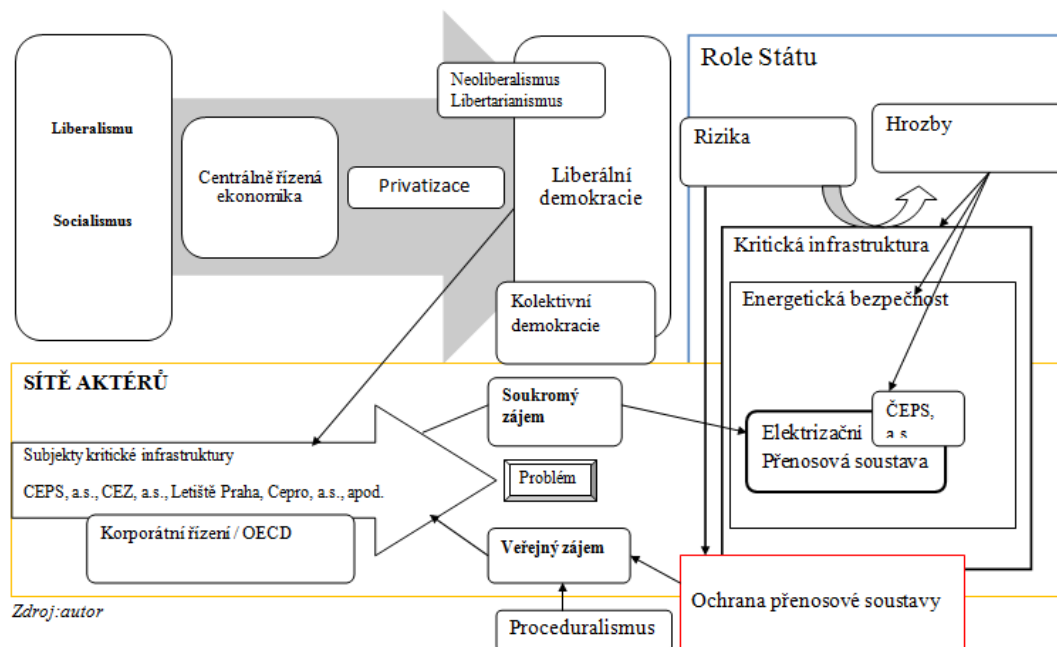 Liberalismu
Socialismus
Centrálně řízená
ekonomika
Privatizace
Neoliberalismus
Libertarianismus
Liberální
demokracie
Kolektivní
demokracie
Role Státu
Rizika
Hrozby
Kritická infrastruktura
Energetická bezpečnost
ČEPS,
a.s.
Elektrizační
Přenosová soustava
SÍTĚ AKTÉRŮ
Soukromý
zájem
Subjekty kritické infrastruktury
CEPS, a.s., CEZ, a.s., Letiště Praha, Cepro, a.s., apod.
Problém
Korporátní řízení / OECD
Veřejný zájem
Ochrana přenosové soustavy
Proceduralismus
Zdroj:autor